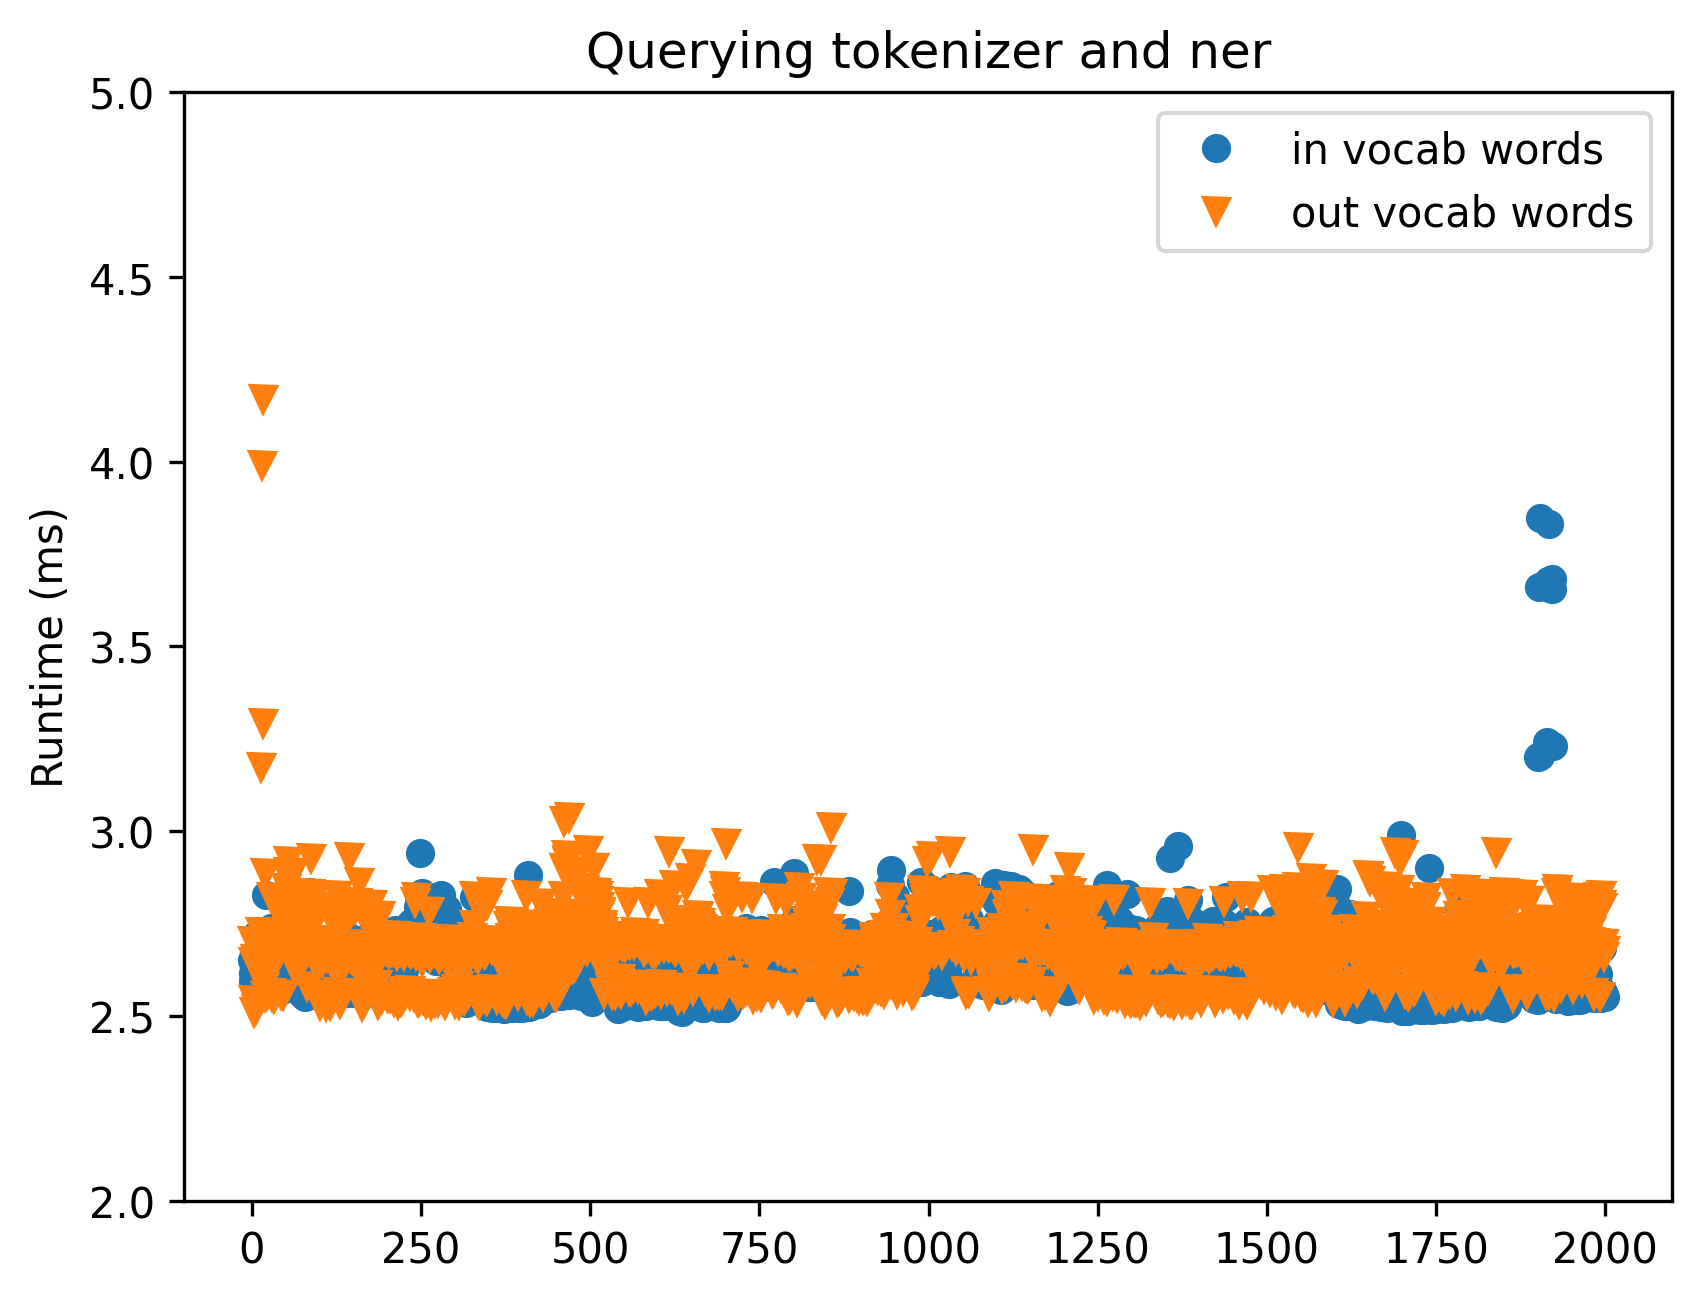 Querying tokenizer and ner
5.0
in vocab words
out vocab words
4.5
4.0
3.5
3.0
2.5
2.0
Runtime (ms)
0 250 500 750 1000 1250 1500 1750 2000